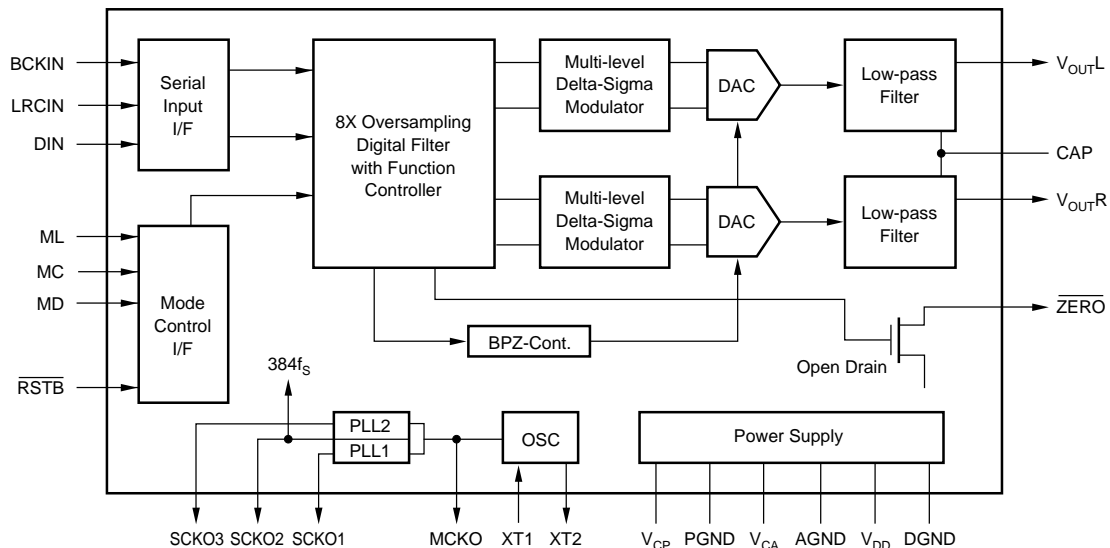 BCKIN
LRCIN
DIN
Serial
Input
I/F
8X Oversampling
Digital Filter
with Function
Controller
Multi-level
Delta-Sigma
Modulator
DAC
Low-pass
Filter
VOUTL
CAP
Multi-level
Delta-Sigma
Modulator
DAC
Low-pass
Filter
VOUTR
ML
MC
MD
RSTB
Mode
Control
I/F
BPZ-Cont.
ZERO
Open Drain
384fS
PLL2
PLL1
OSC
Power Supply
SCKO3
SCKO2
SCKO1
MCKO
XT1
XT2
VCP
PGND
VCA
AGND
VDD
DGND